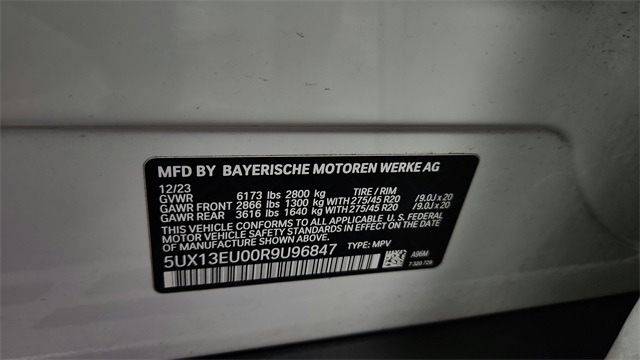 MFD BY BAYERISCHE MOTOREN WERKE AG
12/23 TIRE / RIM
GVWR 6173 lbs 2800 kg
GAWR FRONT 2866 lbs 1300 kg WITH 275/45 R20 /9.0J x 20
GAWR REAR 3616 lbs 1640 kg WITH 275/45 R20 /9.0J x 20
THIS VEHICLE CONFORMS TO ALL APPLICABLE U.S. FEDERAL
MOTOR VEHICLE SAFETY STANDARDS IN EFFECT ON THE DATE
OF MANUFACTURE SHOWN ABOVE.
5UX13EU00R9U96847 TYPE: MPV
A96M
7 320 726